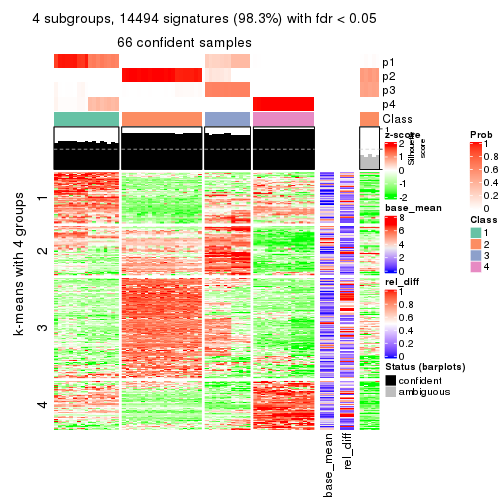 4 subgroups, 14494 signatures (98.3%) with fdr < 0.05
66 confident samples
p1
p2
p3
p4
Class
1
Silhouette
score
k-means with 4 groups
1
2
3
4
base_mean
rel_diff
z-score
2
1
0
-1
-2
base_mean
8
6
4
2
0
rel_diff
1
0.8
0.6
0.4
0.2
0
Status (barplots)
confident
ambiguous
Prob
1
0.8
0.6
0.4
0.2
0
Class
1
2
3
4